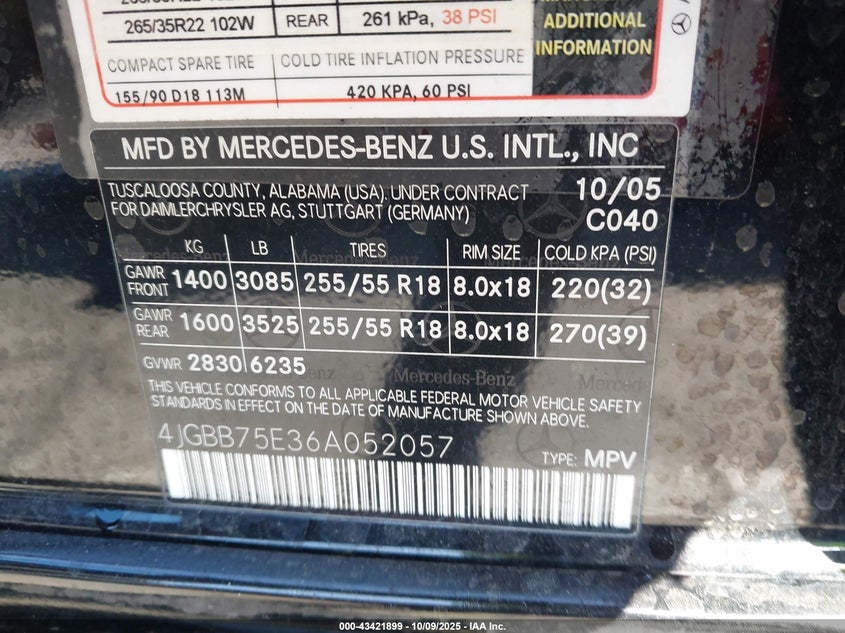 265/35R22 102W REAR 261 kPa, 38 PSI
ADDITIONAL
INFORMATION
COMPACT SPARE TIRE COLD TIRE INFLATION PRESSURE
155/90 D18 113M 420 KPA, 60 PSI
MFD BY MERCEDES-BENZ U.S. INTL., INC
TUSCALOOSA COUNTY, ALABAMA (USA). UNDER CONTRACT 10/05
FOR DAIMLERCHRYSLER AG, STUTTGART (GERMANY) C040
KG LB TIRES RIM SIZE COLD KPA (PSI)
GAWR FRONT 1400 3085 255/55 R18 8.0x18 220(32)
GAWR REAR 1600 3525 255/55 R18 8.0x18 270(39)
GVWR 2830 6235
Mercedes-Benz
THIS VEHICLE CONFORMS TO ALL APPLICABLE FEDERAL MOTOR VEHICLE SAFETY
STANDARDS IN EFFECT ON THE DATE OF MANUFACTURE SHOWN ABOVE.
4JGBB75E36A052057
TYPE: MPV
000-43421899 - 10/09/2025 - IAA Inc.